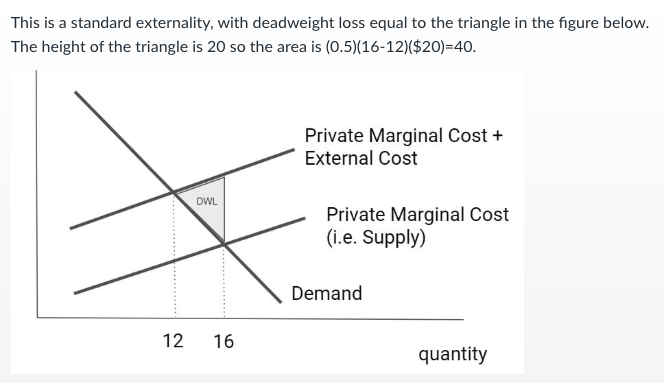 This is a standard externality, with deadweight loss equal to the triangle in the figure below.
The height of the triangle is 20 so the area is (0.5)(16-12)($20)=40.
Private Marginal Cost +
External Cost
DWL
Private Marginal Cost
(i.e. Supply)
Demand
12 16
quantity